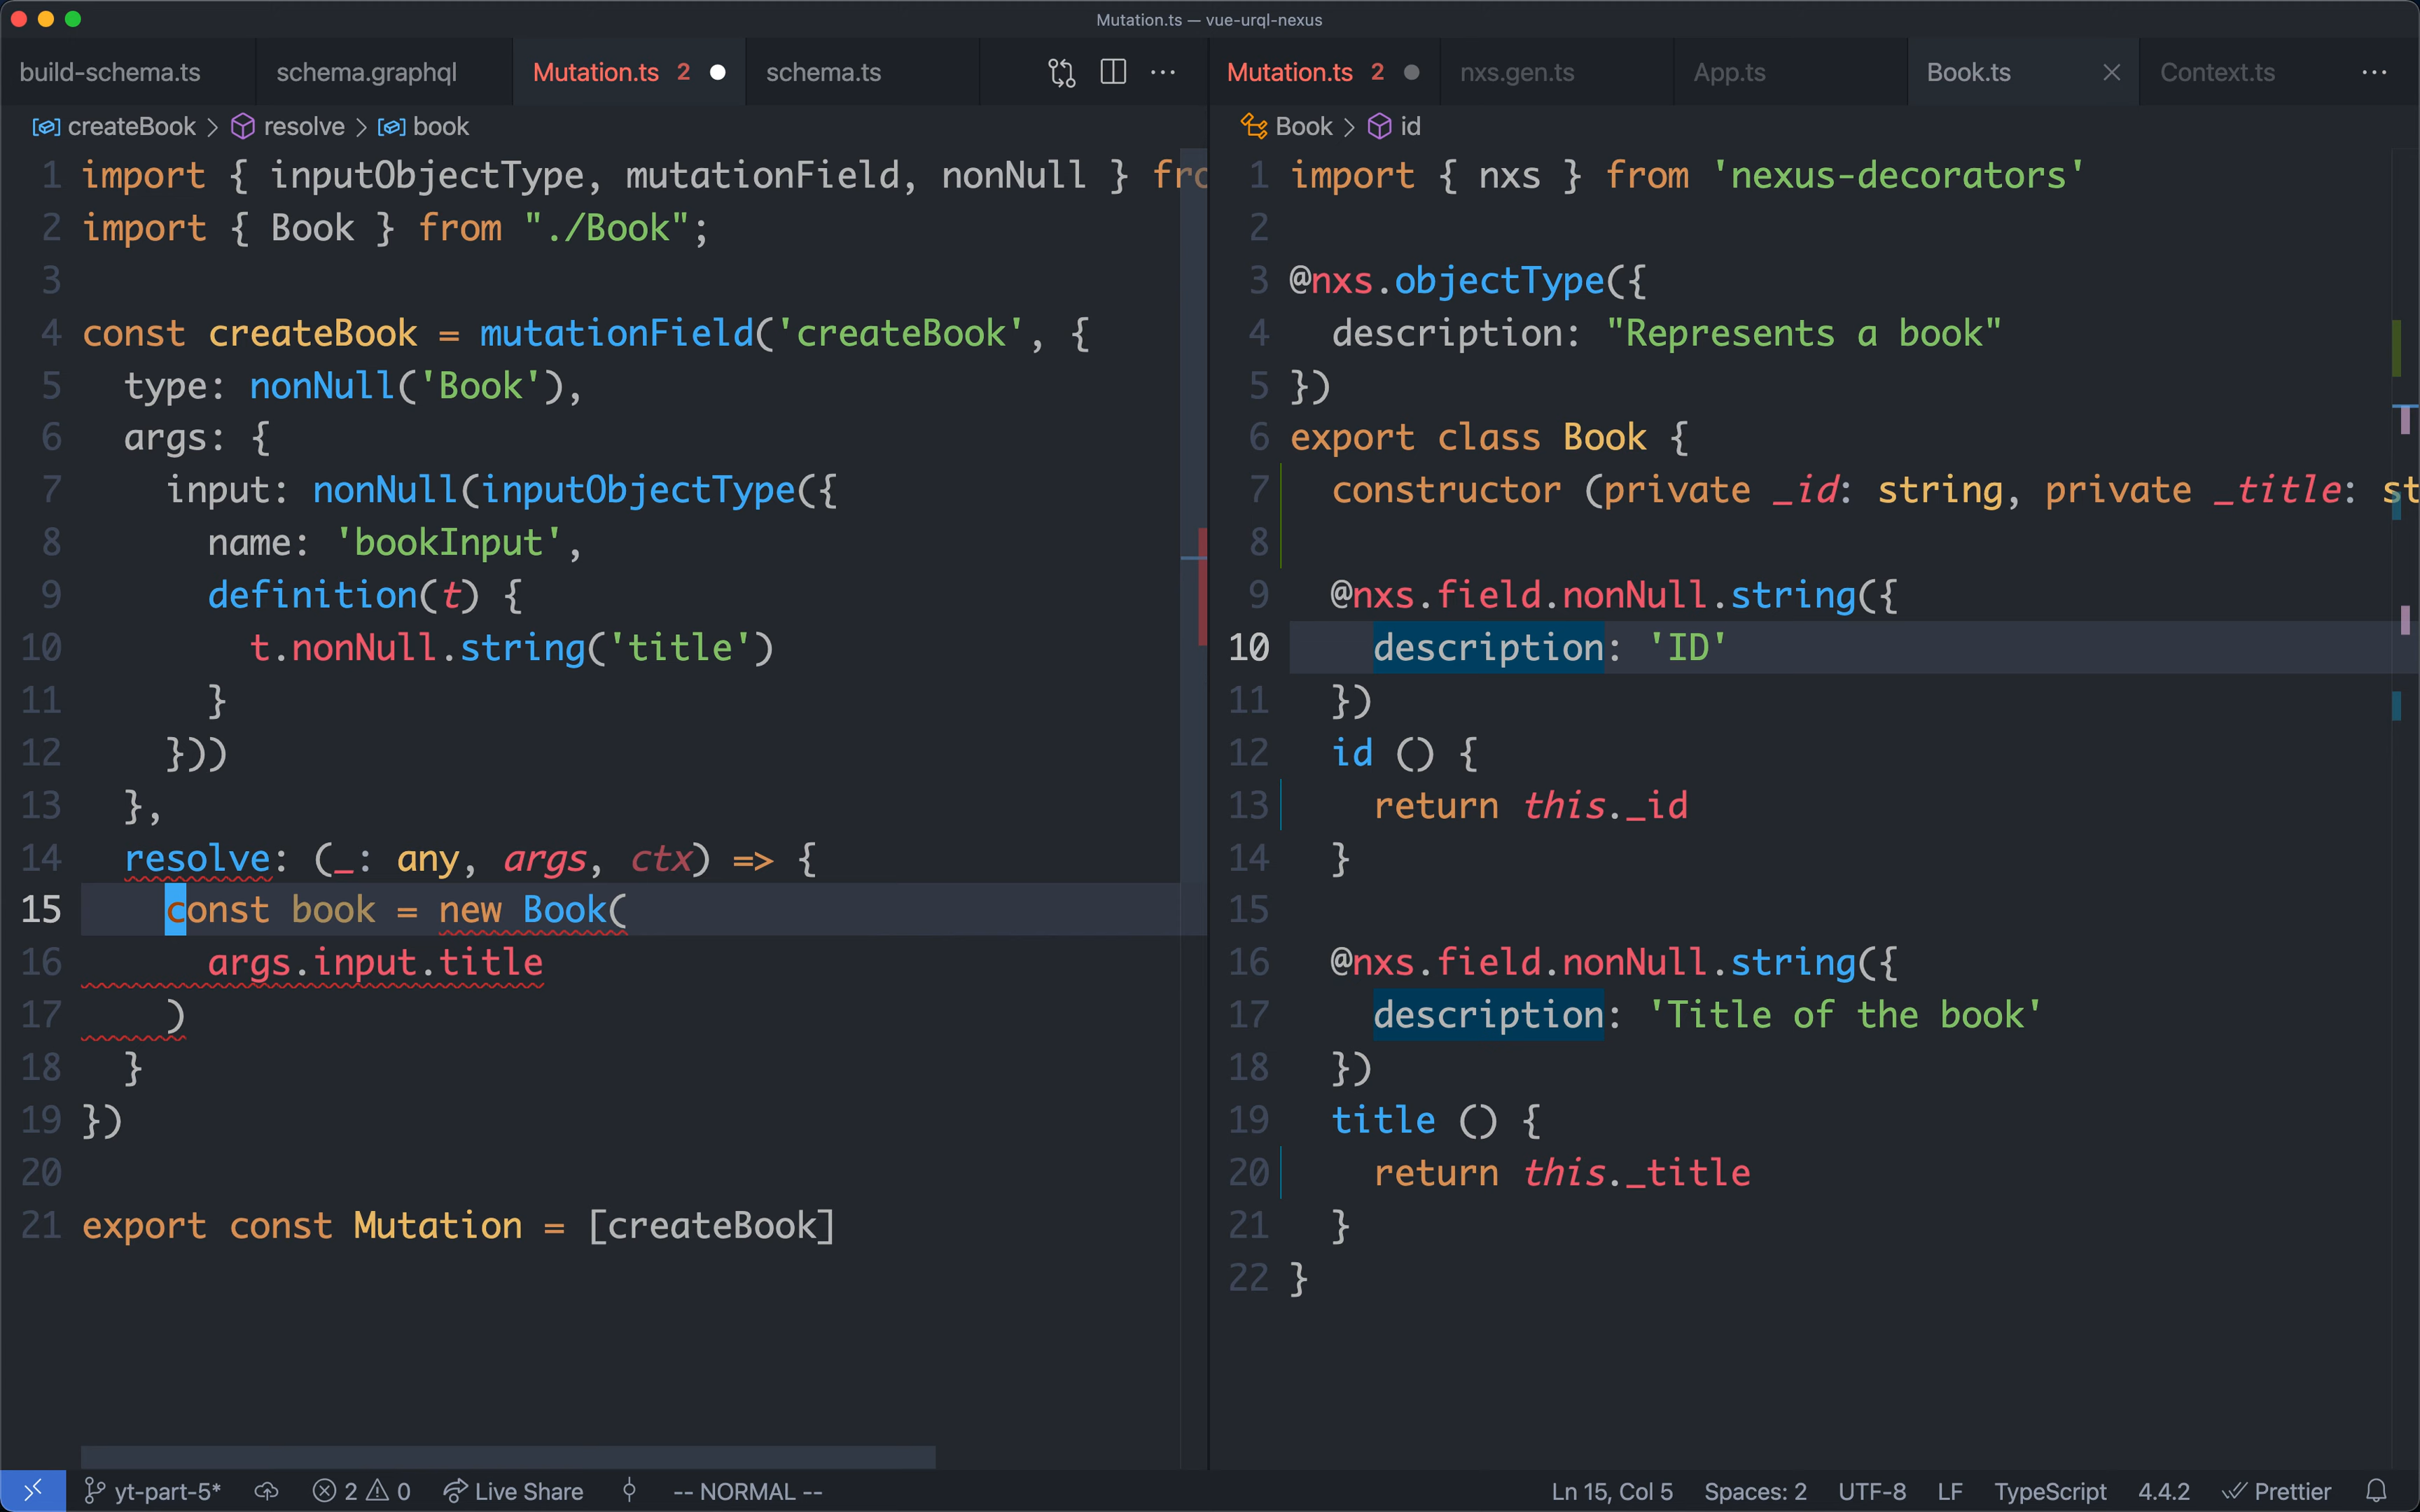 Mutation.ts — vue-urql-nexus
build-schema.ts schema.graphql Mutation.ts 2 schema.ts
createBook > resolve > book
1 import { inputObjectType, mutationField, nonNull } fro
2 import { Book } from "./Book";
3
4 const createBook = mutationField('createBook', {
5   type: nonNull('Book'),
6   args: {
7     input: nonNull(inputObjectType({
8       name: 'bookInput',
9       definition(t) {
10         t.nonNull.string('title')
11       }
12     }))
13   },
14   resolve: (_: any, args, ctx) => {
15     const book = new Book(
16       args.input.title
17     )
18   }
19 })
20
21 export const Mutation = [createBook]
Mutation.ts 2 nxs.gen.ts App.ts Book.ts Context.ts
Book > id
1 import { nxs } from 'nexus-decorators'
2
3 @nxs.objectType({
4   description: "Represents a book"
5 })
6 export class Book {
7   constructor (private _id: string, private _title: st
8
9   @nxs.field.nonNull.string({
10     description: 'ID'
11   })
12   id () {
13     return this._id
14   }
15
16   @nxs.field.nonNull.string({
17     description: 'Title of the book'
18   })
19   title () {
20     return this._title
21   }
22 }
yt-part-5* 2 0 Live Share -- NORMAL -- Ln 15, Col 5 Spaces: 2 UTF-8 LF TypeScript 4.4.2 Prettier